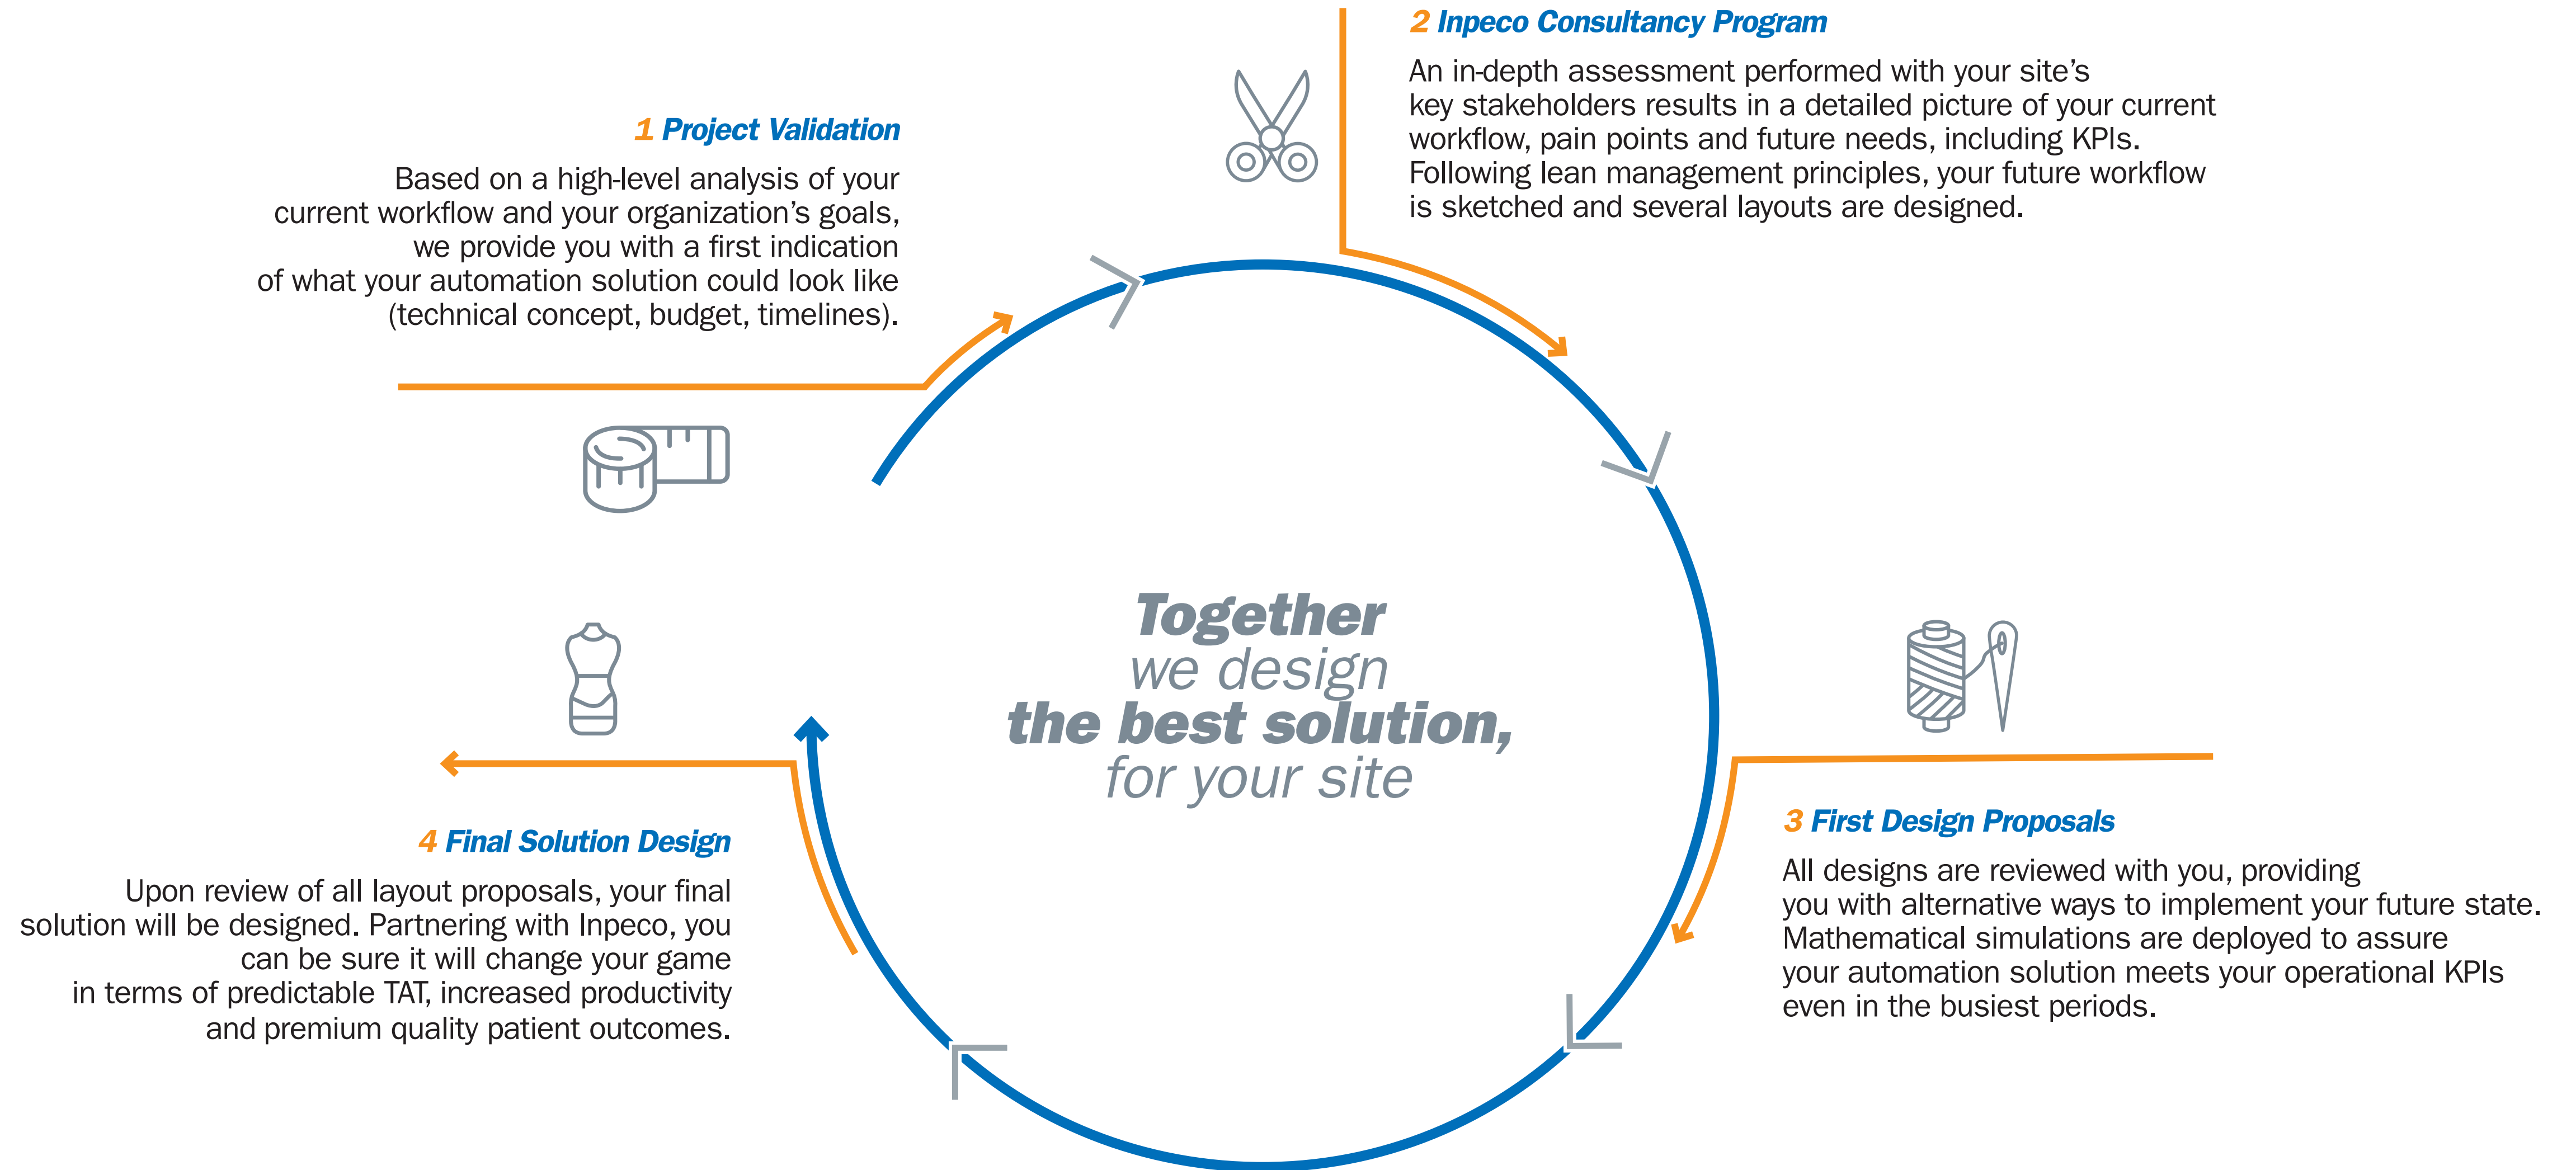 1 Project Validation
Based on a high-level analysis of your
current workflow and your organization's goals,
we provide you with a first indication
of what your automation solution could look like
(technical concept, budget, timelines).
2 Inpeco Consultancy Program
An in-depth assessment performed with your site's
key stakeholders results in a detailed picture of your current
workflow, pain points and future needs, including KPIs.
Following lean management principles, your future workflow
is sketched and several layouts are designed.
Together
we design
the best solution,
for your site
3 First Design Proposals
All designs are reviewed with you, providing
you with alternative ways to implement your future state.
Mathematical simulations are deployed to assure
your automation solution meets your operational KPIs
even in the busiest periods.
4 Final Solution Design
Upon review of all layout proposals, your final
solution will be designed. Partnering with Inpeco, you
can be sure it will change your game
in terms of predictable TAT, increased productivity
and premium quality patient outcomes.